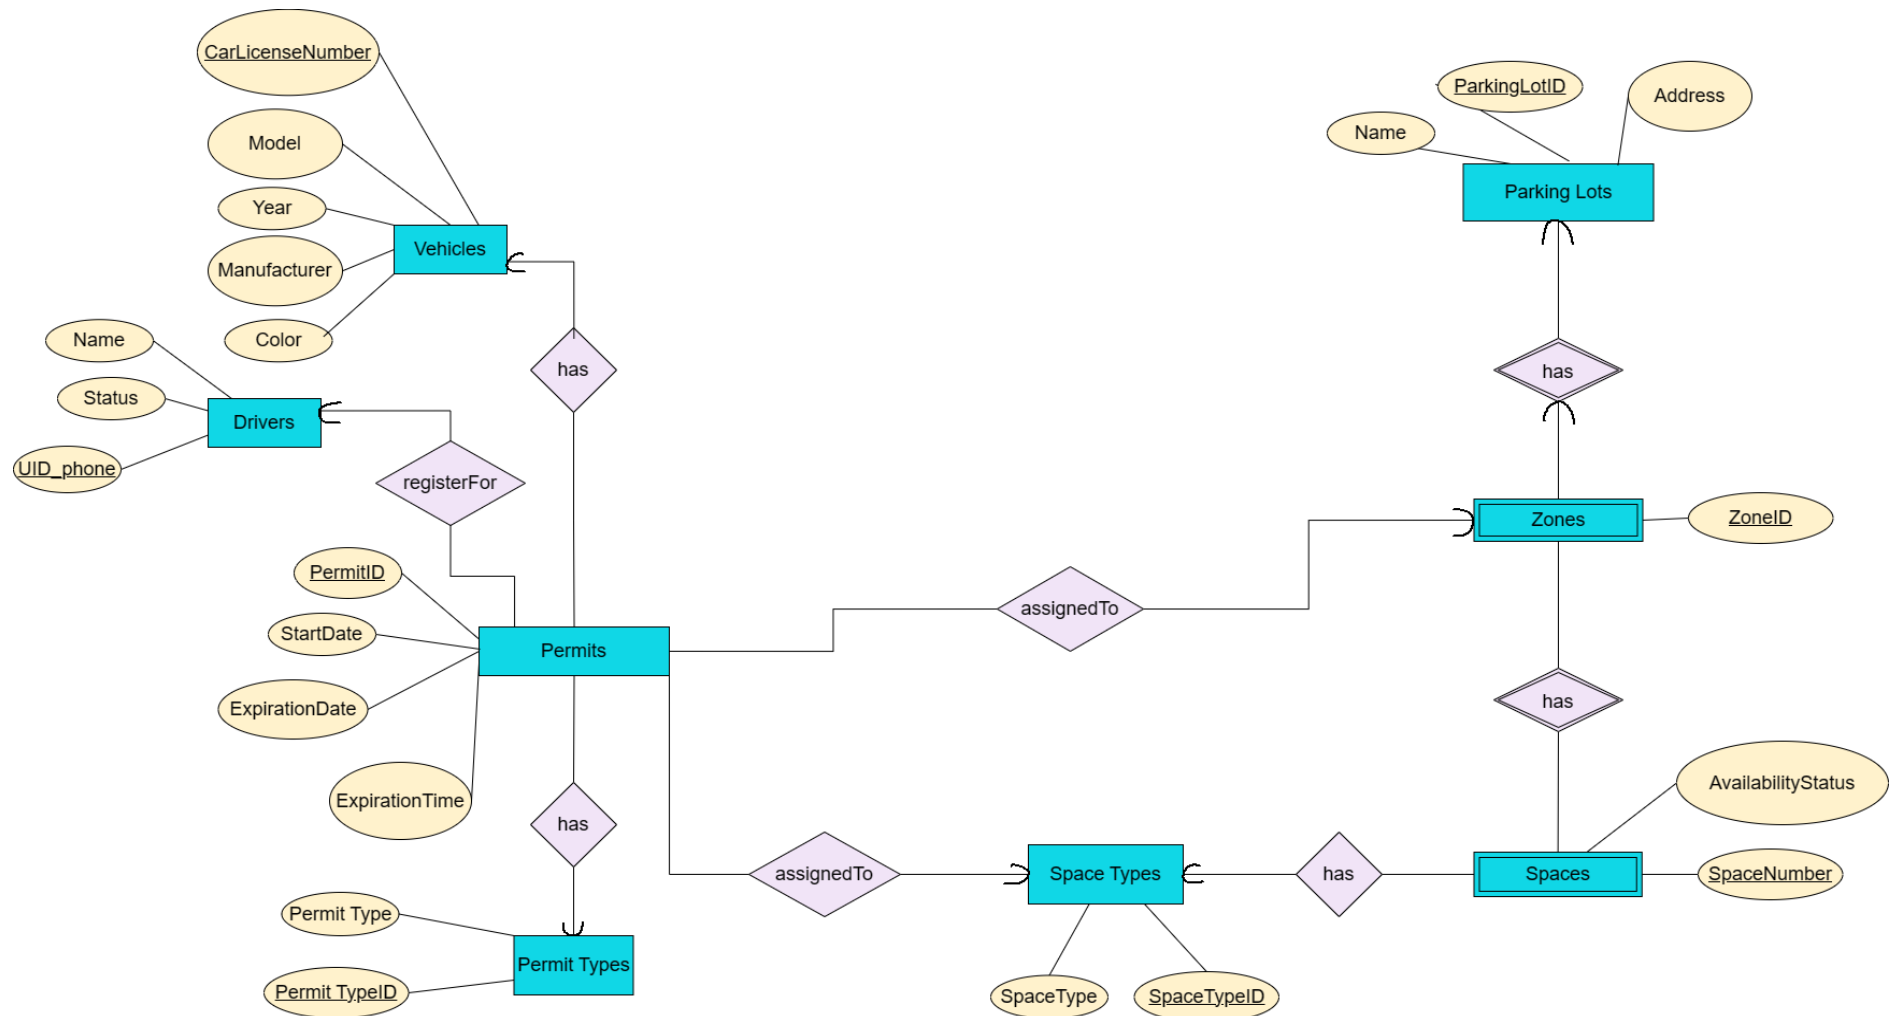 CarLicenseNumber
Model
Year
Manufacturer
Color
Vehicles
has
Name
Status
UID_phone
Drivers
registerFor
PermitID
StartDate
ExpirationDate
ExpirationTime
Permits
has
Permit Type
Permit TypeID
Permit Types
assignedTo
assignedTo
Space Types
SpaceType
SpaceTypeID
has
Name
ParkingLotID
Address
Parking Lots
has
Zones
ZoneID
has
AvailabilityStatus
Spaces
SpaceNumber